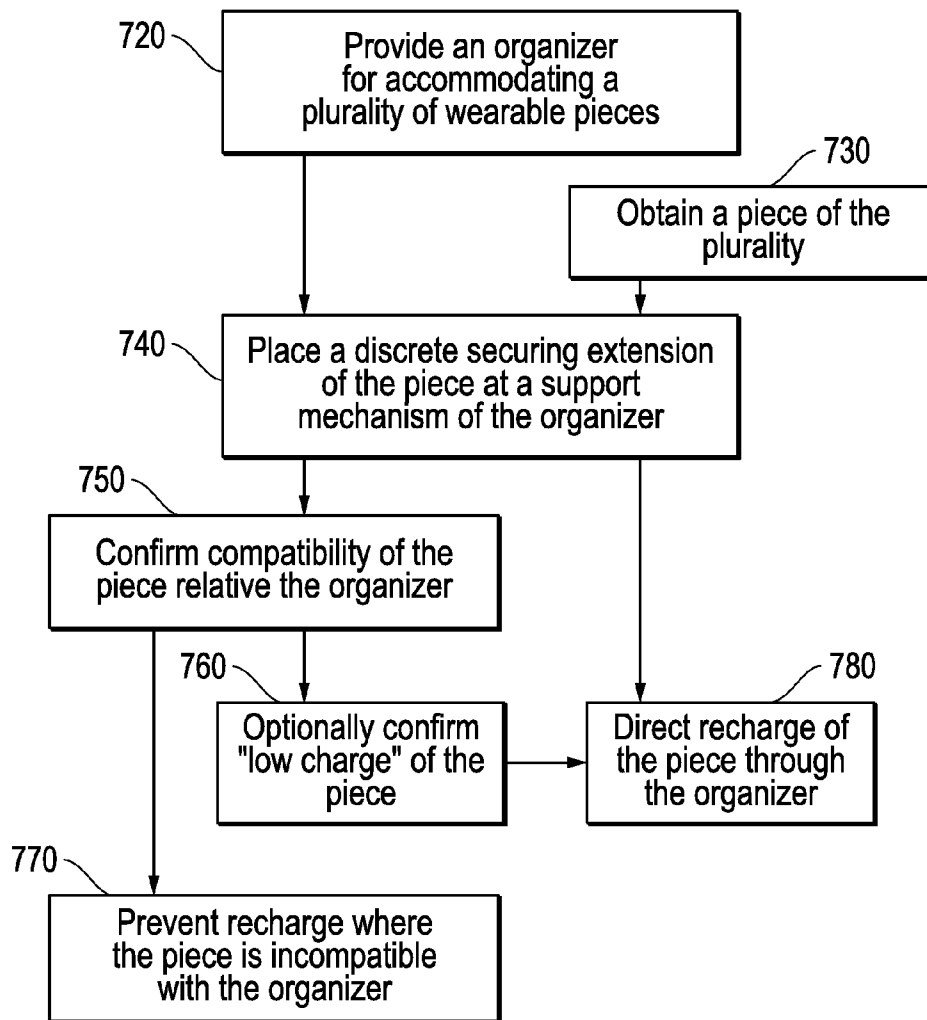 720
Provide an organizer
for accommodating a
plurality of wearable pieces
730
Obtain a piece of the
plurality
740
Place a discrete securing extension
of the piece at a support
mechanism of the organizer
750
Confirm compatibility of the
piece relative the organizer
760
Optionally confirm
"low charge" of the
piece
780
Direct recharge of
the piece through
the organizer
770
Prevent recharge where
the piece is incompatible
with the organizer